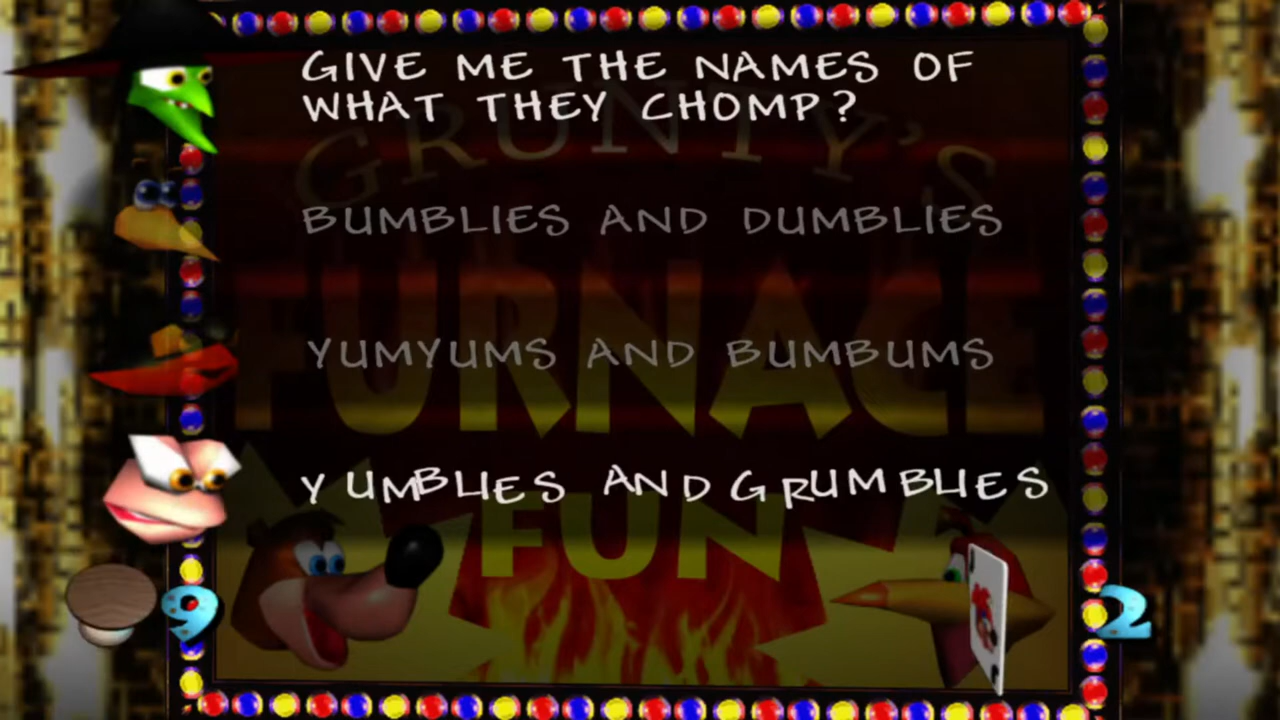 GIVE ME THE NAMES OF
WHAT THEY CHOMP?
GRUNTY'S
BUMBLIES AND DUMBLIES
FURNACE
YUMYUMS AND BUMBUMS
YUMBLIES AND GRUMBLIES
FUN
9
2